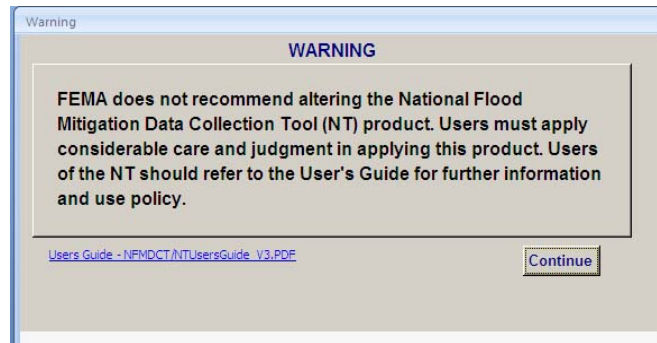 Warning
WARNING
FEMA does not recommend altering the National Flood
Mitigation Data Collection Tool (NT) product. Users must apply
considerable care and judgment in applying this product. Users
of the NT should refer to the User's Guide for further information
and use policy.
Users Guide - NFMDCT/NTUsersGuide_V3.PDF
Continue